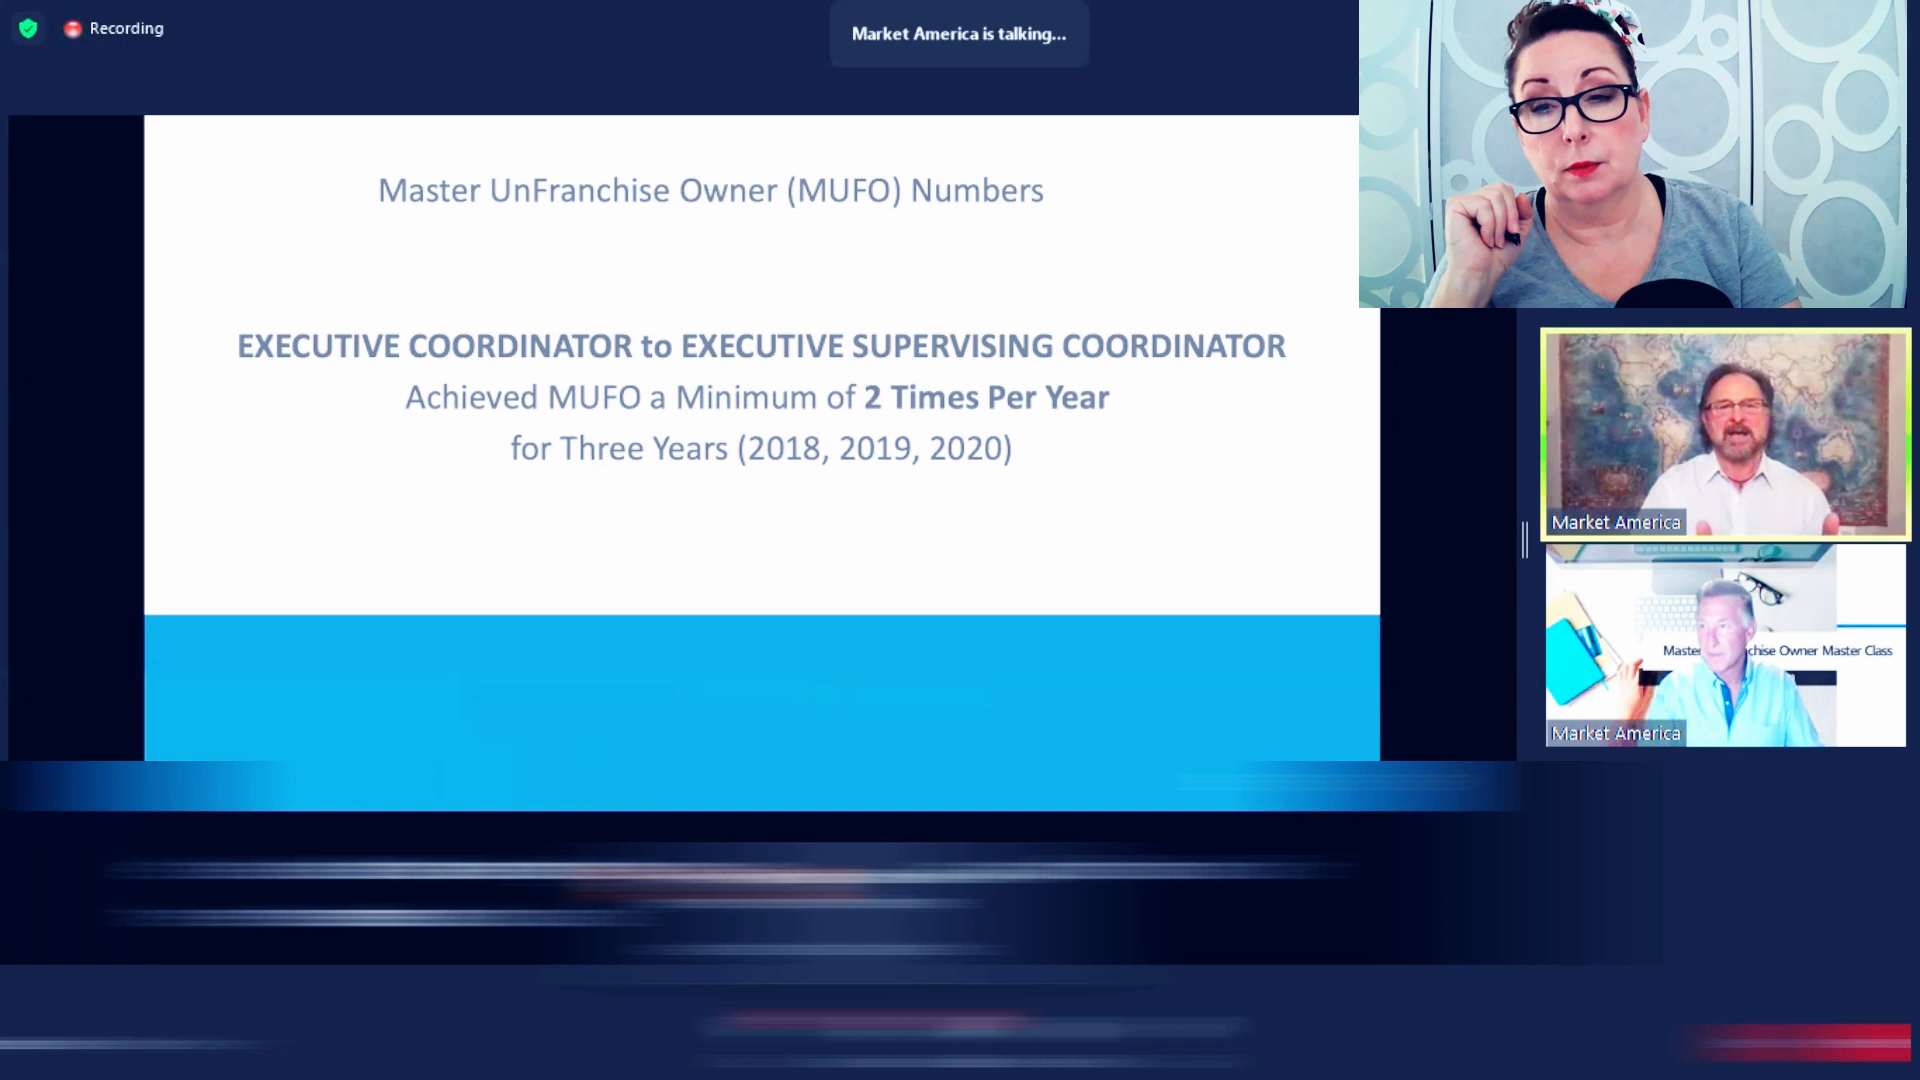 Recording
Market America is talking...
Master UnFranchise Owner (MUFO) Numbers
EXECUTIVE COORDINATOR to EXECUTIVE SUPERVISING COORDINATOR
Achieved MUFO a Minimum of 2 Times Per Year
for Three Years (2018, 2019, 2020)
Market America
Master chise Owner Master Class
Market America